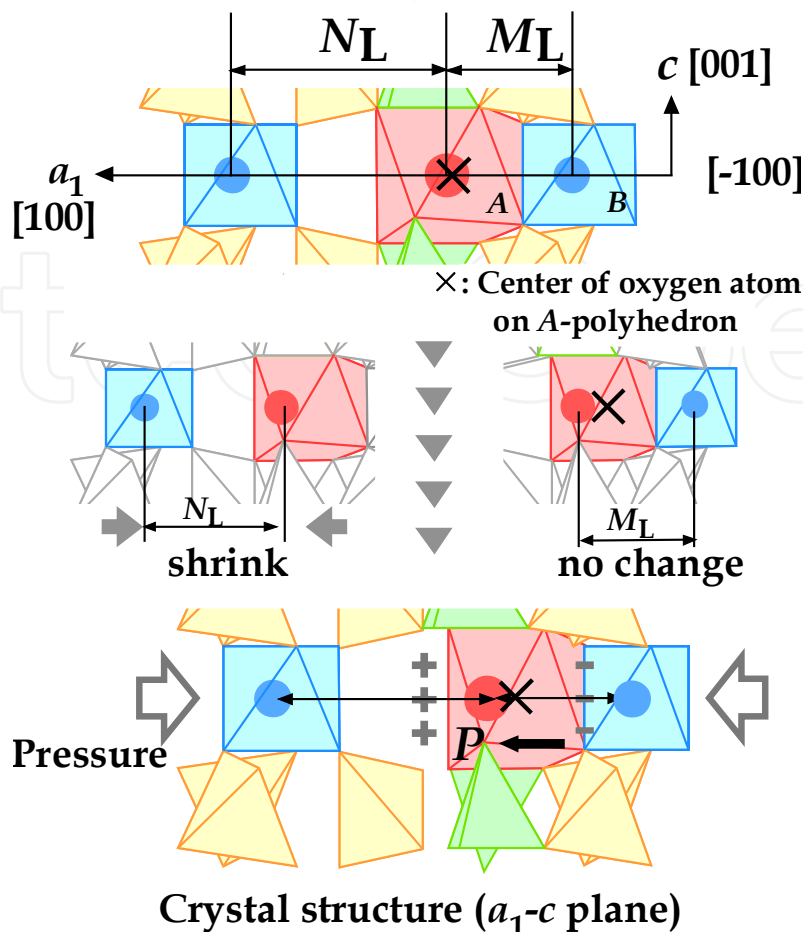 N_L M_L
c [001]
a_1
[100]
[-100]
A B
×: Center of oxygen atom
on A-polyhedron
N_L
M_L
shrink
no change
+ -
+ -
+ -
P
Pressure
Crystal structure (a_1-c plane)